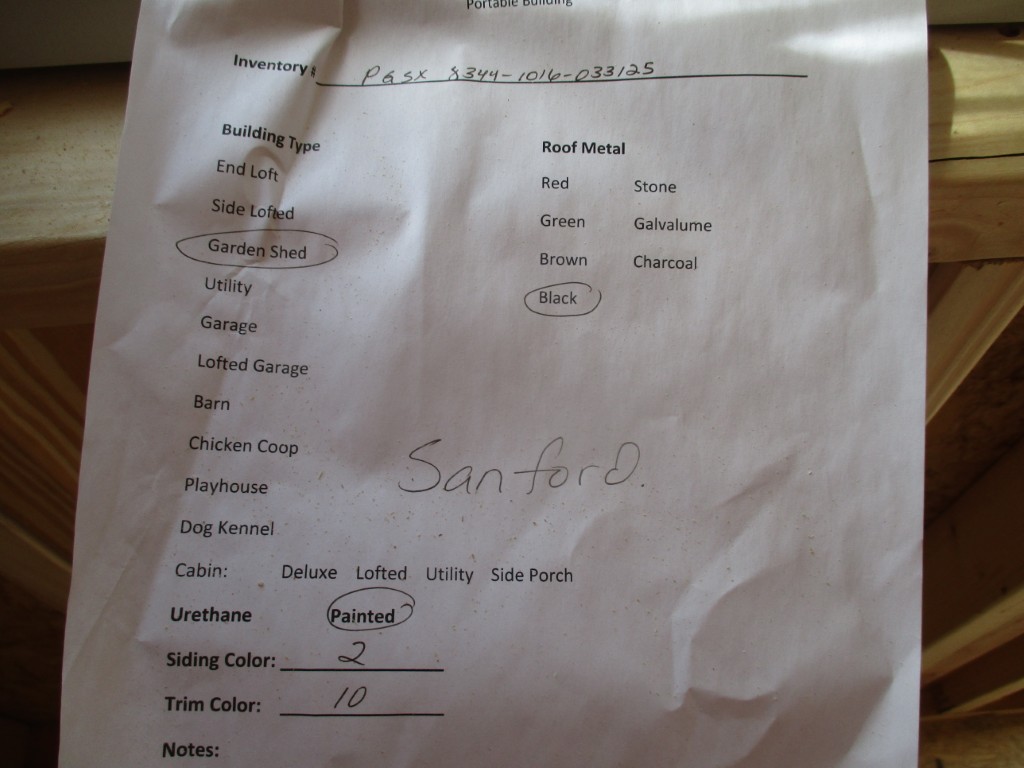 Portable Building
Inventory # PGSX 8344-1016-033125
Building Type
End Loft
Side Lofted
Garden Shed
Utility
Garage
Lofted Garage
Barn
Chicken Coop
Playhouse
Dog Kennel
Roof Metal
Red Stone
Green Galvalume
Brown Charcoal
Black
Sanford.
Cabin: Deluxe Lofted Utility Side Porch
Urethane Painted
Siding Color: 2
Trim Color: 10
Notes: